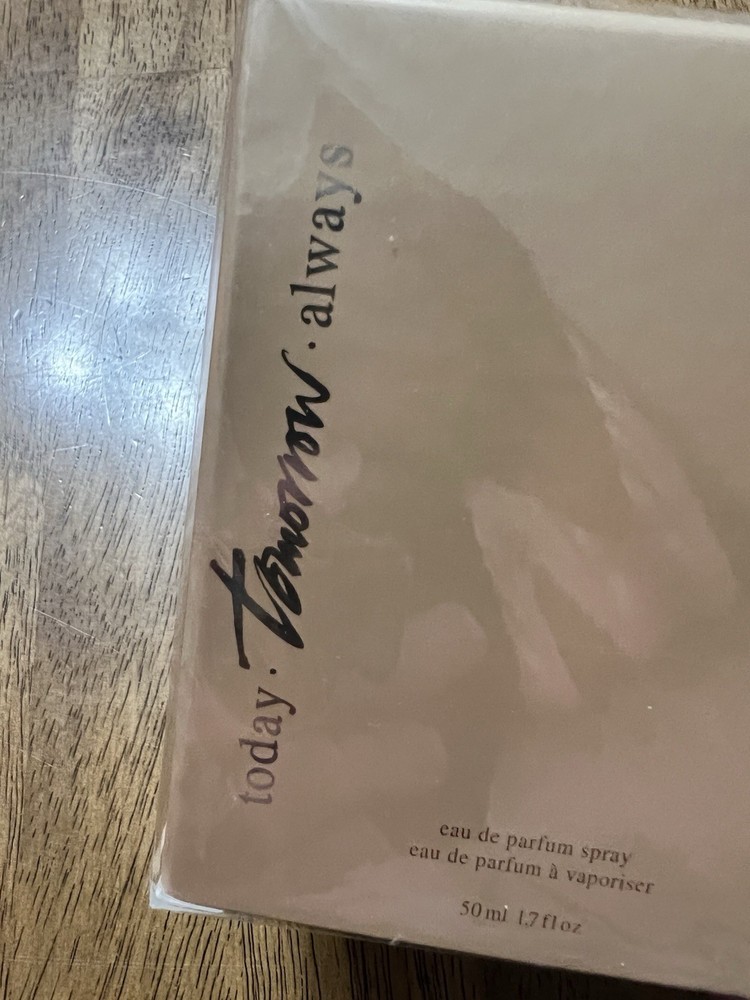 today · tomorrow · always
eau de parfum spray
eau de parfum à vaporiser
50 ml 1.7 fl oz